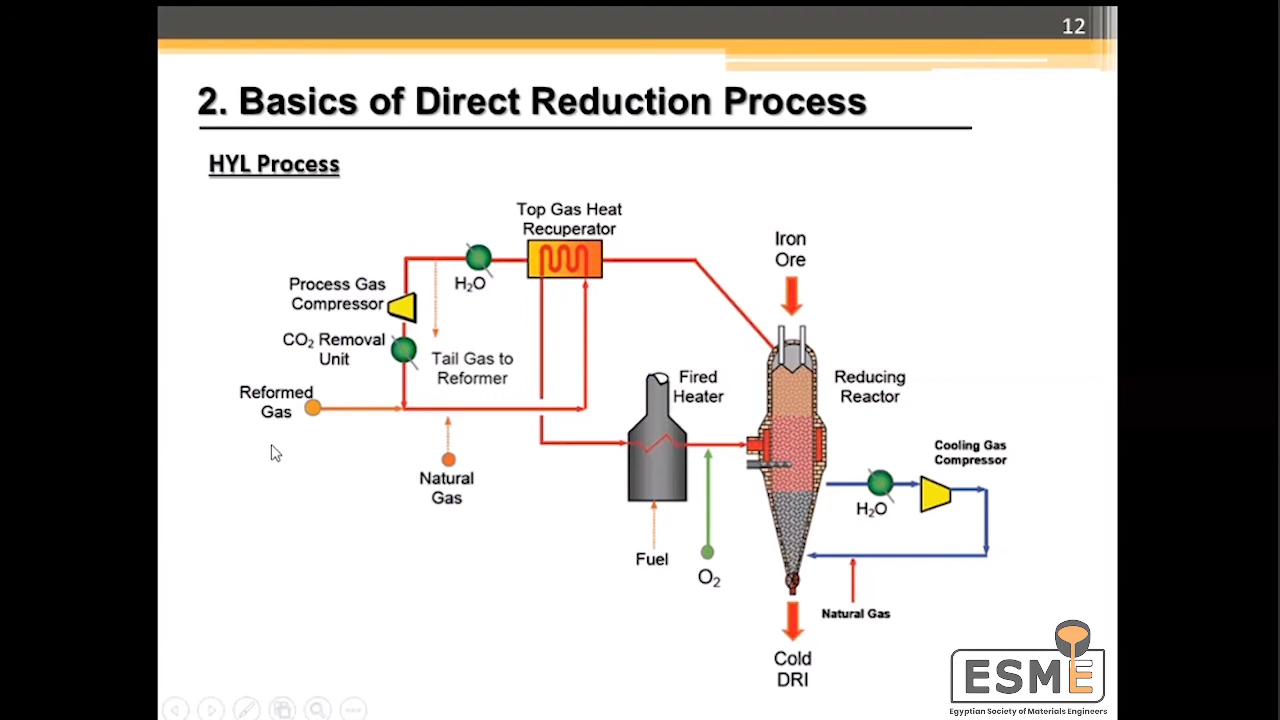 12
2. Basics of Direct Reduction Process
HYL Process
Top Gas Heat
Recuperator
Iron
Ore
Process Gas
Compressor
H₂O
CO₂ Removal
Unit
Tail Gas to
Reformer
Reformed
Gas
Fired
Heater
Reducing
Reactor
Natural
Gas
Cooling Gas
Compressor
H₂O
Fuel
O₂
Natural Gas
Cold
DRI
ESME
Egyptian Society of Materials Engineers